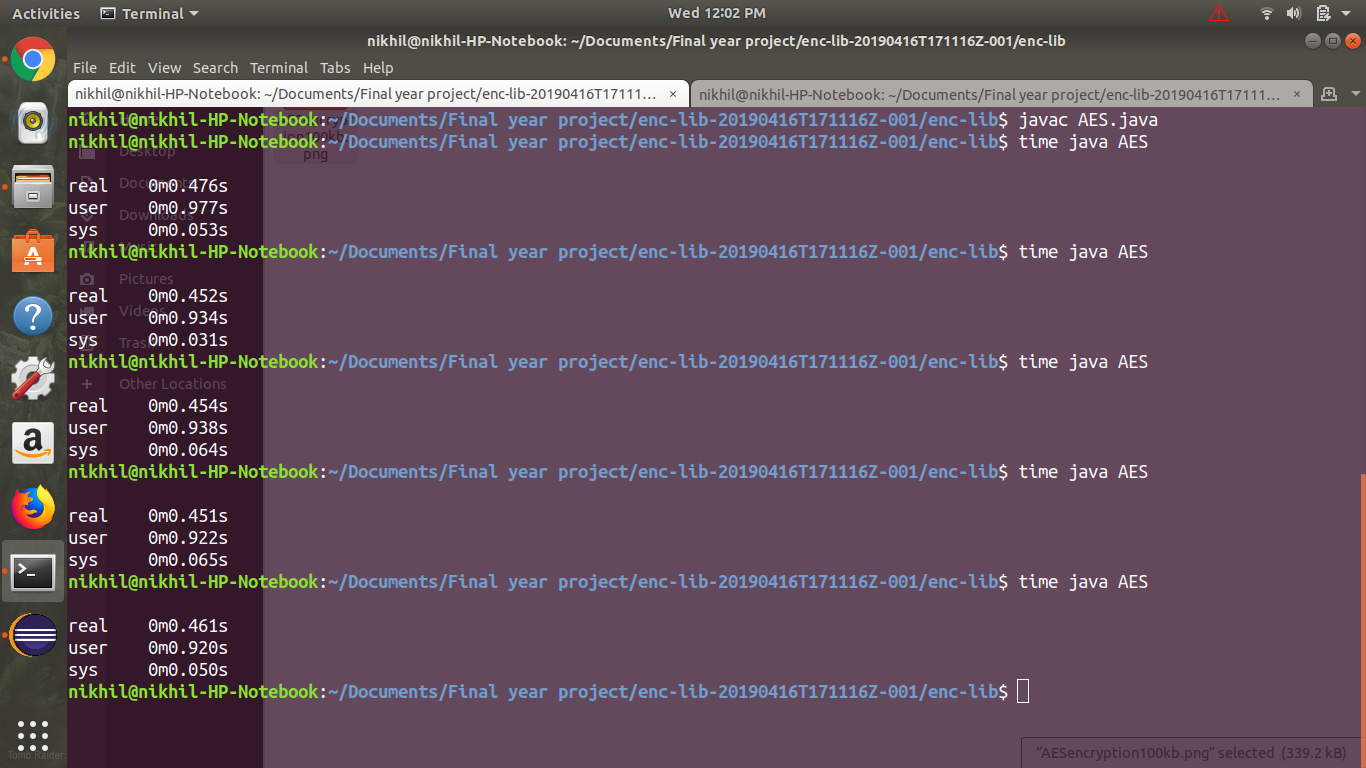 Activities Terminal Wed 12:02 PM
nikhil@nikhil-HP-Notebook: ~/Documents/Final year project/enc-lib-20190416T171116Z-001/enc-lib
File Edit View Search Terminal Tabs Help
nikhil@nikhil-HP-Notebook: ~/Documents/Final year project/enc-lib-20190416T17111... × nikhil@nikhil-HP-Notebook: ~/Documents/Final year project/enc-lib-20190416T17111... ×
nikhil@nikhil-HP-Notebook:~/Documents/Final year project/enc-lib-20190416T171116Z-001/enc-lib$ javac AES.java
nikhil@nikhil-HP-Notebook:~/Documents/Final year project/enc-lib-20190416T171116Z-001/enc-lib$ time java AES
Desktop
png
Documents
real 0m0.476s
user 0m0.977s
Downloads
sys 0m0.053s
nikhil@nikhil-HP-Notebook:~/Documents/Final year project/enc-lib-20190416T171116Z-001/enc-lib$ time java AES
Pictures
real 0m0.452s
user 0m0.934s
Videos
sys 0m0.031s
Trash
nikhil@nikhil-HP-Notebook:~/Documents/Final year project/enc-lib-20190416T171116Z-001/enc-lib$ time java AES
Other Locations
real 0m0.454s
user 0m0.938s
sys 0m0.064s
nikhil@nikhil-HP-Notebook:~/Documents/Final year project/enc-lib-20190416T171116Z-001/enc-lib$ time java AES
real 0m0.451s
user 0m0.922s
sys 0m0.065s
nikhil@nikhil-HP-Notebook:~/Documents/Final year project/enc-lib-20190416T171116Z-001/enc-lib$ time java AES
real 0m0.461s
user 0m0.920s
sys 0m0.050s
nikhil@nikhil-HP-Notebook:~/Documents/Final year project/enc-lib-20190416T171116Z-001/enc-lib$
"AESencryption100kb.png" selected (339.2 kB)
Tomb Raider